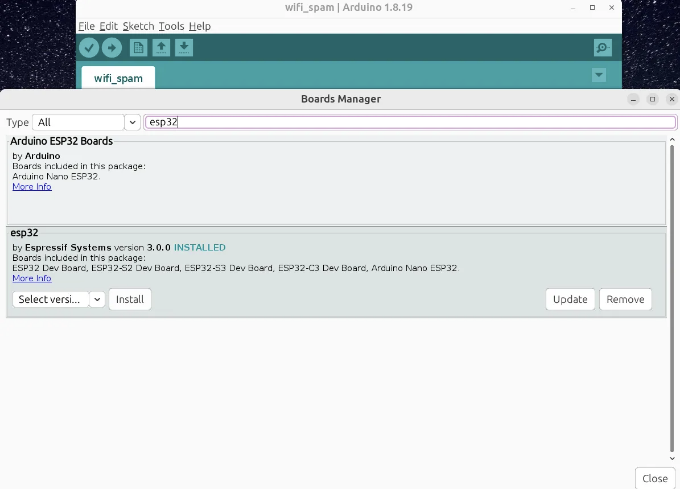 wifi_spam | Arduino 1.8.19
File Edit Sketch Tools Help
wifi_spam
Boards Manager
Type All esp32
Arduino ESP32 Boards
by Arduino
Boards included in this package:
Arduino Nano ESP32.
More Info
esp32
by Espressif Systems version 3.0.0 INSTALLED
Boards included in this package:
ESP32 Dev Board, ESP32-S2 Dev Board, ESP32-S3 Dev Board, ESP32-C3 Dev Board, Arduino Nano ESP32.
More Info
Select versi... Install Update Remove
Close